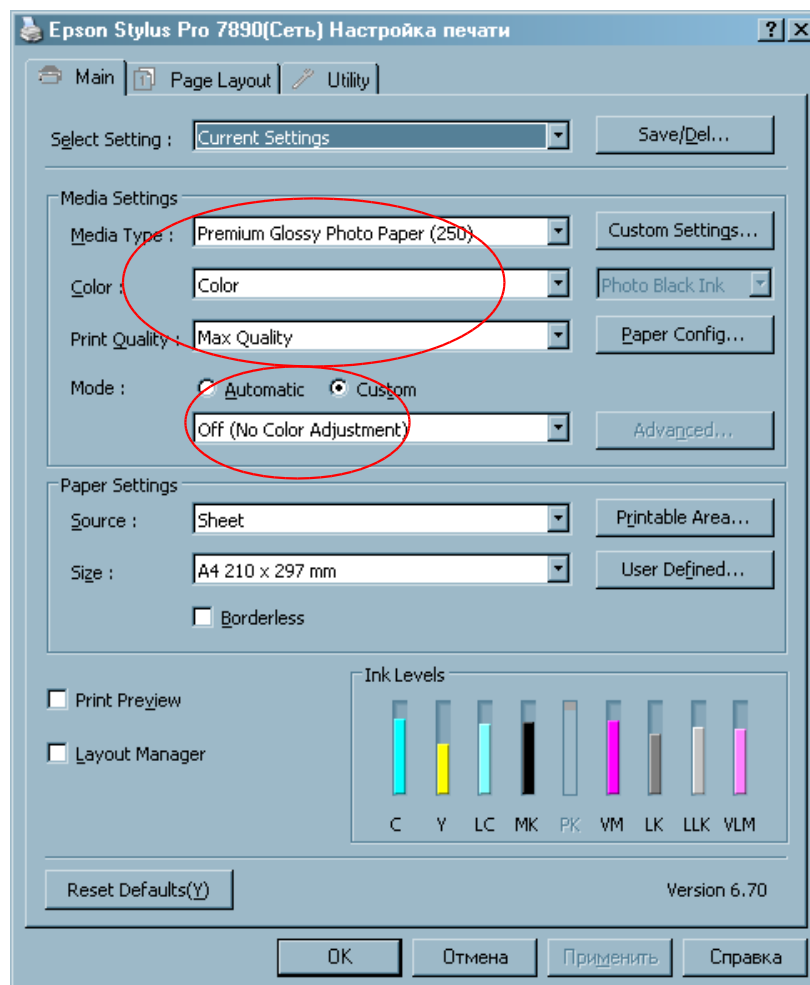 Epson Stylus Pro 7890(Сеть) Настройка печати
Main Page Layout Utility
Select Setting : Current Settings Save/Del...
Media Settings
Media Type : Premium Glossy Photo Paper (250) Custom Settings...
Color : Color Photo Black Ink
Print Quality : Max Quality Paper Config...
Mode : Automatic Custom
Off (No Color Adjustment) Advanced...
Paper Settings
Source : Sheet Printable Area...
Size : A4 210 x 297 mm User Defined...
Borderless
Ink Levels
Print Preview
Layout Manager
C Y LC MK PK VM LK LLK VLM
Reset Defaults(Y) Version 6.70
OK Отмена Применить Справка